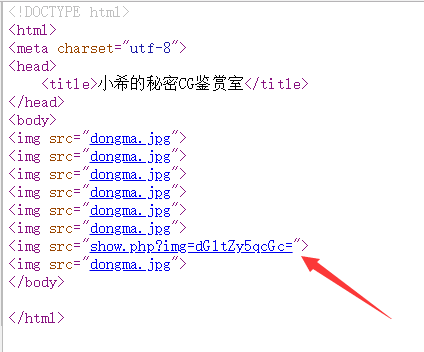 <!DOCTYPE html>
<html>
<meta charset="utf-8">
<head>
<title>小希的秘密CG鉴赏室</title>
</head>
<body>
<img src="dongma.jpg">
<img src="dongma.jpg">
<img src="dongma.jpg">
<img src="dongma.jpg">
<img src="dongma.jpg">
<img src="dongma.jpg">
<img src="show.php?img=dG1tZy5qcGc=">
<img src="dongma.jpg">
</body>
</html>